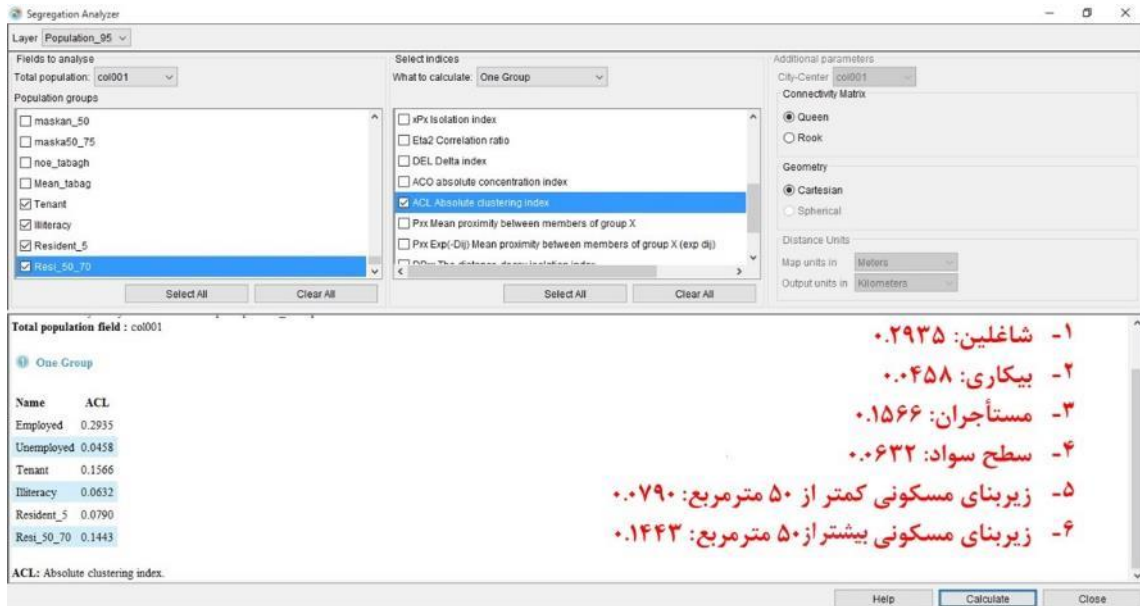 Segregation Analyzer
Layer Population_95
Fields to analyse
Total population: col001
Population groups
maskan_50
maska50_75
noe_tabagh
Mean_tabag
Tenant
Illiteracy
Resident_5
Resi_50_70
Select All Clear All
Select indices
What to calculate: One Group
xPx Isolation index
Eta2 Correlation ratio
DEL Delta index
ACO absolute concentration index
ACL Absolute clustering index
Pxx Mean proximity between members of group X
Pxx Exp(-Dij) Mean proximity between members of group X (exp dij)
DPxx The distance-decay isolation index
Select All Clear All
Additional parameters
City-Center col001
Connectivity Matrix
Queen
Rook
Geometry
Cartesian
Spherical
Distance Units
Map units in Meters
Output units in Kilometers
Total population field : col001
One Group
Name ACL
Employed 0.2935
Unemployed 0.0458
Tenant 0.1566
Illiteracy 0.0632
Resident_5 0.0790
Resi_50_70 0.1443
ACL: Absolute clustering index.
۱- شاغلین: ۰.۲۹۳۵
۲- بیکاری: ۰.۰۴۵۸
۳- مستأجران: ۰.۱۵۶۶
۴- سطح سواد: ۰.۰۶۳۲
۵- زیربنای مسکونی کمتر از ۵۰ مترمربع: ۰.۰۷۹۰
۶- زیربنای مسکونی بیشتراز۵۰ مترمربع: ۰.۱۴۴۳
Help Calculate Close